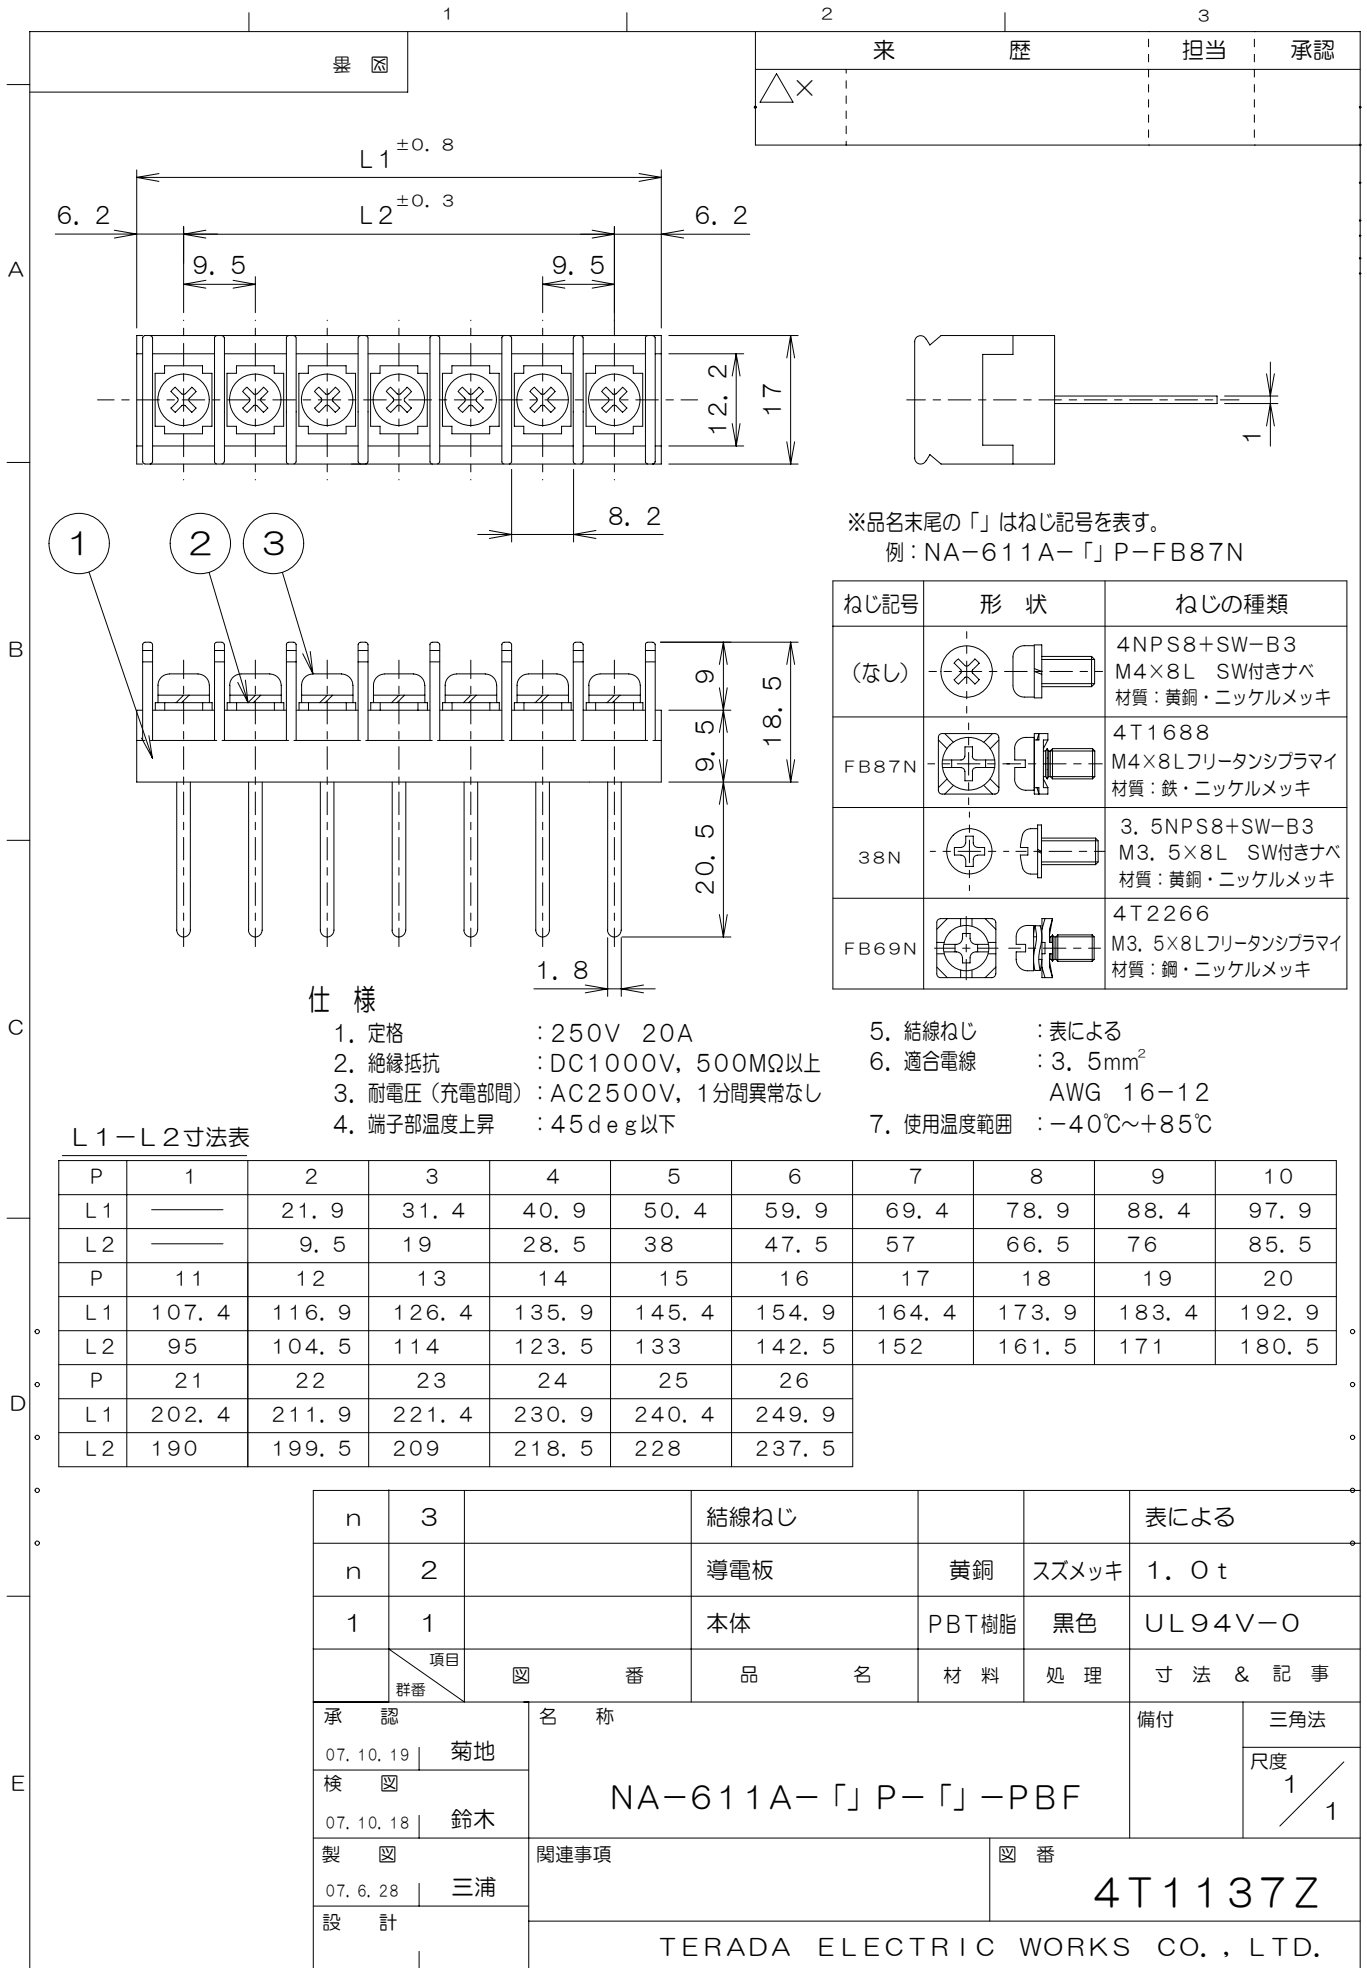 1 2 3
図番
来 歴 担当 承認
△×
L1±0.8
L2±0.3
6.2 6.2
9.5 9.5
A
12.2
17
1
8.2
1 2 3
※品名末尾の「」はねじ記号を表す。
例：NA-611A-「」P-FB87N
ねじ記号 形 状 ねじの種類
(なし)
4NPS8+SW-B3
M4×8L SW付きナベ
材質：黄銅・ニッケルメッキ
FB87N
4T1688
M4×8Lフリータンシプラマイ
材質：鉄・ニッケルメッキ
38N
3.5NPS8+SW-B3
M3.5×8L SW付きナベ
材質：黄銅・ニッケルメッキ
FB69N
4T2266
M3.5×8Lフリータンシプラマイ
材質：鋼・ニッケルメッキ
B
9
9.5
18.5
20.5
1.8
C
仕 様
1. 定格 ：250V 20A
2. 絶縁抵抗 ：DC1000V, 500MΩ以上
3. 耐電圧（充電部間）：AC2500V, 1分間異常なし
4. 端子部温度上昇 ：45deg以下
5. 結線ねじ ：表による
6. 適合電線 ：3.5mm²
AWG 16-12
7. 使用温度範囲 ：-40℃～+85℃
L1-L2寸法表
P 1 2 3 4 5 6 7 8 9 10
L1 ── 21.9 31.4 40.9 50.4 59.9 69.4 78.9 88.4 97.9
L2 ── 9.5 19 28.5 38 47.5 57 66.5 76 85.5
P 11 12 13 14 15 16 17 18 19 20
L1 107.4 116.9 126.4 135.9 145.4 154.9 164.4 173.9 183.4 192.9
L2 95 104.5 114 123.5 133 142.5 152 161.5 171 180.5
P 21 22 23 24 25 26
L1 202.4 211.9 221.4 230.9 240.4 249.9
L2 190 199.5 209 218.5 228 237.5
D
n 3 結線ねじ 表による
n 2 導電板 黄銅 スズメッキ 1.0t
1 1 本体 PBT樹脂 黒色 UL94V-0
項目
群番
図 番 品 名 材 料 処 理 寸 法 & 記 事
E
承 認
07.10.19 菊地
検 図
07.10.18 鈴木
製 図
07.6.28 三浦
設 計
名 称
NA-611A-「」P-「」-PBF
備付 三角法
尺度
1/1
関連事項
図 番
4T1137Z
TERADA ELECTRIC WORKS CO., LTD.